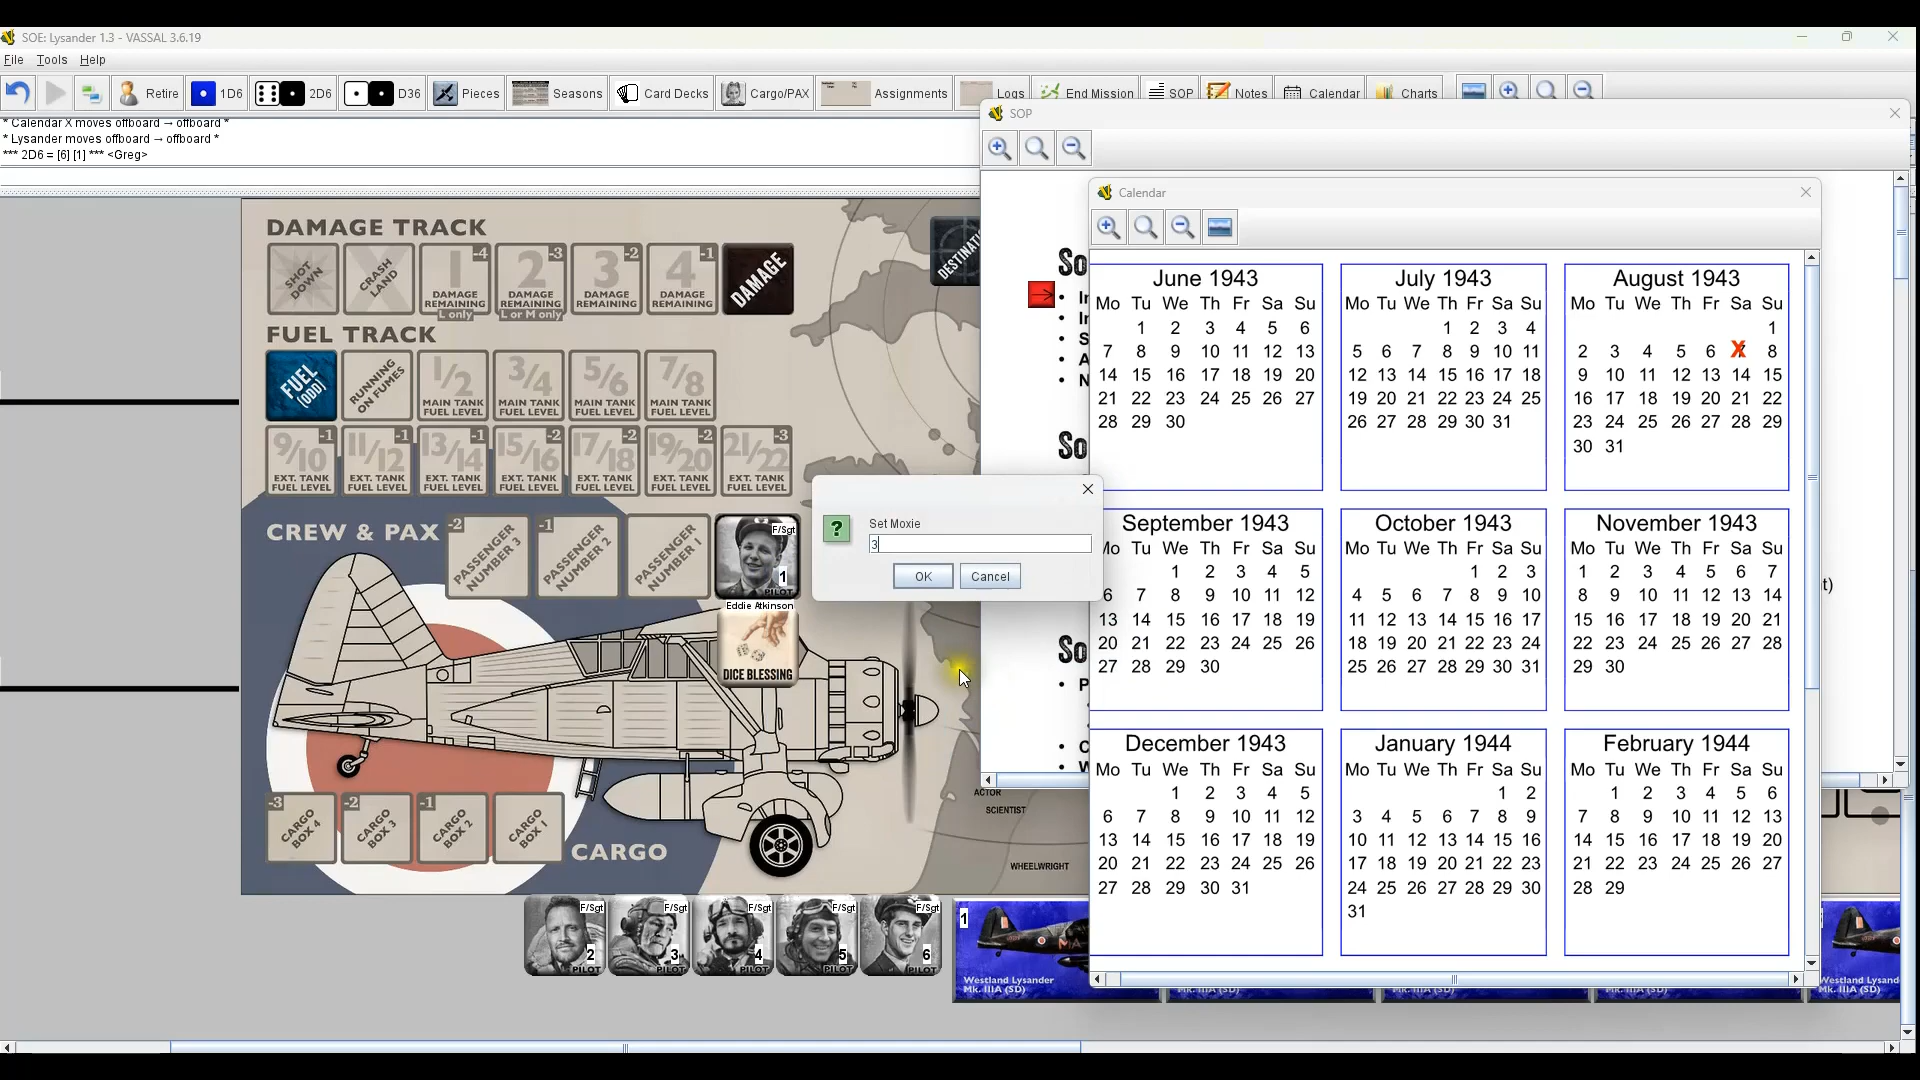 SOE: Lysander 1.3 - VASSAL 3.6.19
File Tools Help
Retire 1D6 2D6 D36 Pieces Seasons Card Decks Cargo/PAX Assignments Logs End Mission SOP Notes Calendar Charts
* Calendar X moves offboard → offboard *
* Lysander moves offboard → offboard *
*** 2D6 = [6] [1] *** <Greg>
SOP
Calendar
DAMAGE TRACK
SHOT DOWN
CRASH LAND X
-4 1 DAMAGE REMAINING L only
-3 2 DAMAGE REMAINING L or M only
-2 3 DAMAGE REMAINING
-1 4 DAMAGE REMAINING
DAMAGE
FUEL TRACK
FUEL (ODD)
RUNNING ON FUMES
1/2 MAIN TANK FUEL LEVEL
3/4 MAIN TANK FUEL LEVEL
5/6 MAIN TANK FUEL LEVEL
7/8 MAIN TANK FUEL LEVEL
9/10 -1 EXT. TANK FUEL LEVEL
11/12 -1 EXT. TANK FUEL LEVEL
13/14 -1 EXT. TANK FUEL LEVEL
15/16 -2 EXT. TANK FUEL LEVEL
17/18 -2 EXT. TANK FUEL LEVEL
19/20 -2 EXT. TANK FUEL LEVEL
21/22 -3 EXT. TANK FUEL LEVEL
CREW & PAX
-2 PASSENGER NUMBER 3
-1 PASSENGER NUMBER 2
PASSENGER NUMBER 1
F/Sgt 1 PILOT
Eddie Atkinson
DICE BLESSING
-3 CARGO BOX 4
-2 CARGO BOX 3
-1 CARGO BOX 2
CARGO BOX 1
CARGO
Set Moxie
3
OK Cancel
June 1943
Mo Tu We Th Fr Sa Su
1 2 3 4 5 6
7 8 9 10 11 12 13
14 15 16 17 18 19 20
21 22 23 24 25 26 27
28 29 30
July 1943
Mo Tu We Th Fr Sa Su
1 2 3 4
5 6 7 8 9 10 11
12 13 14 15 16 17 18
19 20 21 22 23 24 25
26 27 28 29 30 31
August 1943
Mo Tu We Th Fr Sa Su
1
2 3 4 5 6 X 8
9 10 11 12 13 14 15
16 17 18 19 20 21 22
23 24 25 26 27 28 29
30 31
September 1943
Mo Tu We Th Fr Sa Su
1 2 3 4 5
6 7 8 9 10 11 12
13 14 15 16 17 18 19
20 21 22 23 24 25 26
27 28 29 30
October 1943
Mo Tu We Th Fr Sa Su
1 2 3
4 5 6 7 8 9 10
11 12 13 14 15 16 17
18 19 20 21 22 23 24
25 26 27 28 29 30 31
November 1943
Mo Tu We Th Fr Sa Su
1 2 3 4 5 6 7
8 9 10 11 12 13 14
15 16 17 18 19 20 21
22 23 24 25 26 27 28
29 30
December 1943
Mo Tu We Th Fr Sa Su
1 2 3 4 5
6 7 8 9 10 11 12
13 14 15 16 17 18 19
20 21 22 23 24 25 26
27 28 29 30 31
January 1944
Mo Tu We Th Fr Sa Su
1 2
3 4 5 6 7 8 9
10 11 12 13 14 15 16
17 18 19 20 21 22 23
24 25 26 27 28 29 30
31
February 1944
Mo Tu We Th Fr Sa Su
1 2 3 4 5 6
7 8 9 10 11 12 13
14 15 16 17 18 19 20
21 22 23 24 25 26 27
28 29
ACTOR
SCIENTIST
WHEELWRIGHT
F/Sgt 2 PILOT
F/Sgt 3 PILOT
F/Sgt 4 PILOT
F/Sgt 5 PILOT
F/Sgt 6 PILOT
1
Westland Lysander
Mk. IIIA (SD)